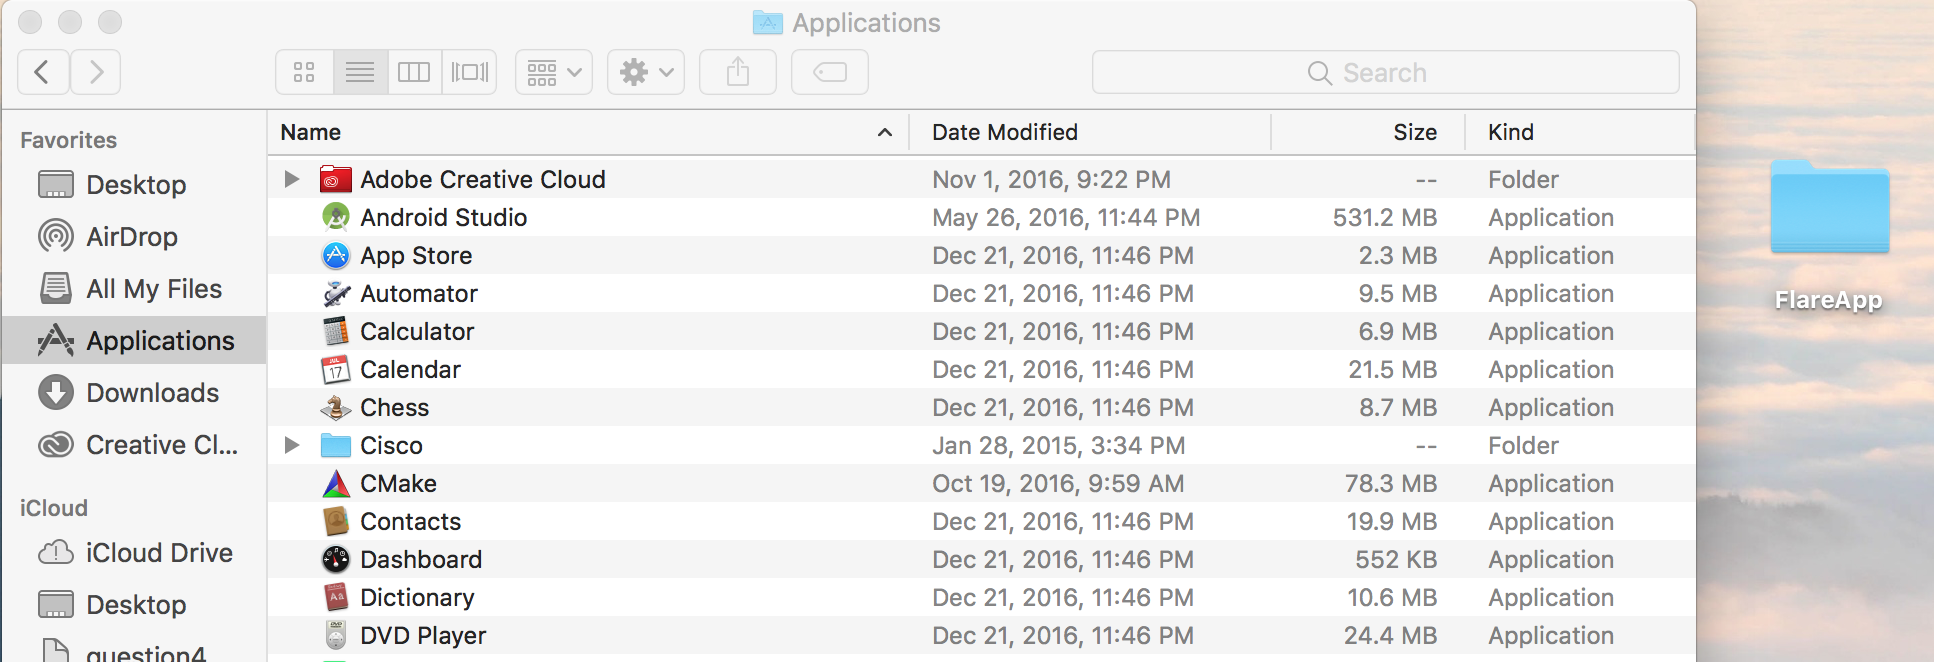 Applications
Search
Favorites
Desktop
AirDrop
All My Files
Applications
Downloads
Creative Cl...
iCloud
iCloud Drive
Desktop
question4
Name Date Modified Size Kind
Adobe Creative Cloud Nov 1, 2016, 9:22 PM -- Folder
Android Studio May 26, 2016, 11:44 PM 531.2 MB Application
App Store Dec 21, 2016, 11:46 PM 2.3 MB Application
Automator Dec 21, 2016, 11:46 PM 9.5 MB Application
Calculator Dec 21, 2016, 11:46 PM 6.9 MB Application
Calendar Dec 21, 2016, 11:46 PM 21.5 MB Application
Chess Dec 21, 2016, 11:46 PM 8.7 MB Application
Cisco Jan 28, 2015, 3:34 PM -- Folder
CMake Oct 19, 2016, 9:59 AM 78.3 MB Application
Contacts Dec 21, 2016, 11:46 PM 19.9 MB Application
Dashboard Dec 21, 2016, 11:46 PM 552 KB Application
Dictionary Dec 21, 2016, 11:46 PM 10.6 MB Application
DVD Player Dec 21, 2016, 11:46 PM 24.4 MB Application
FlareApp